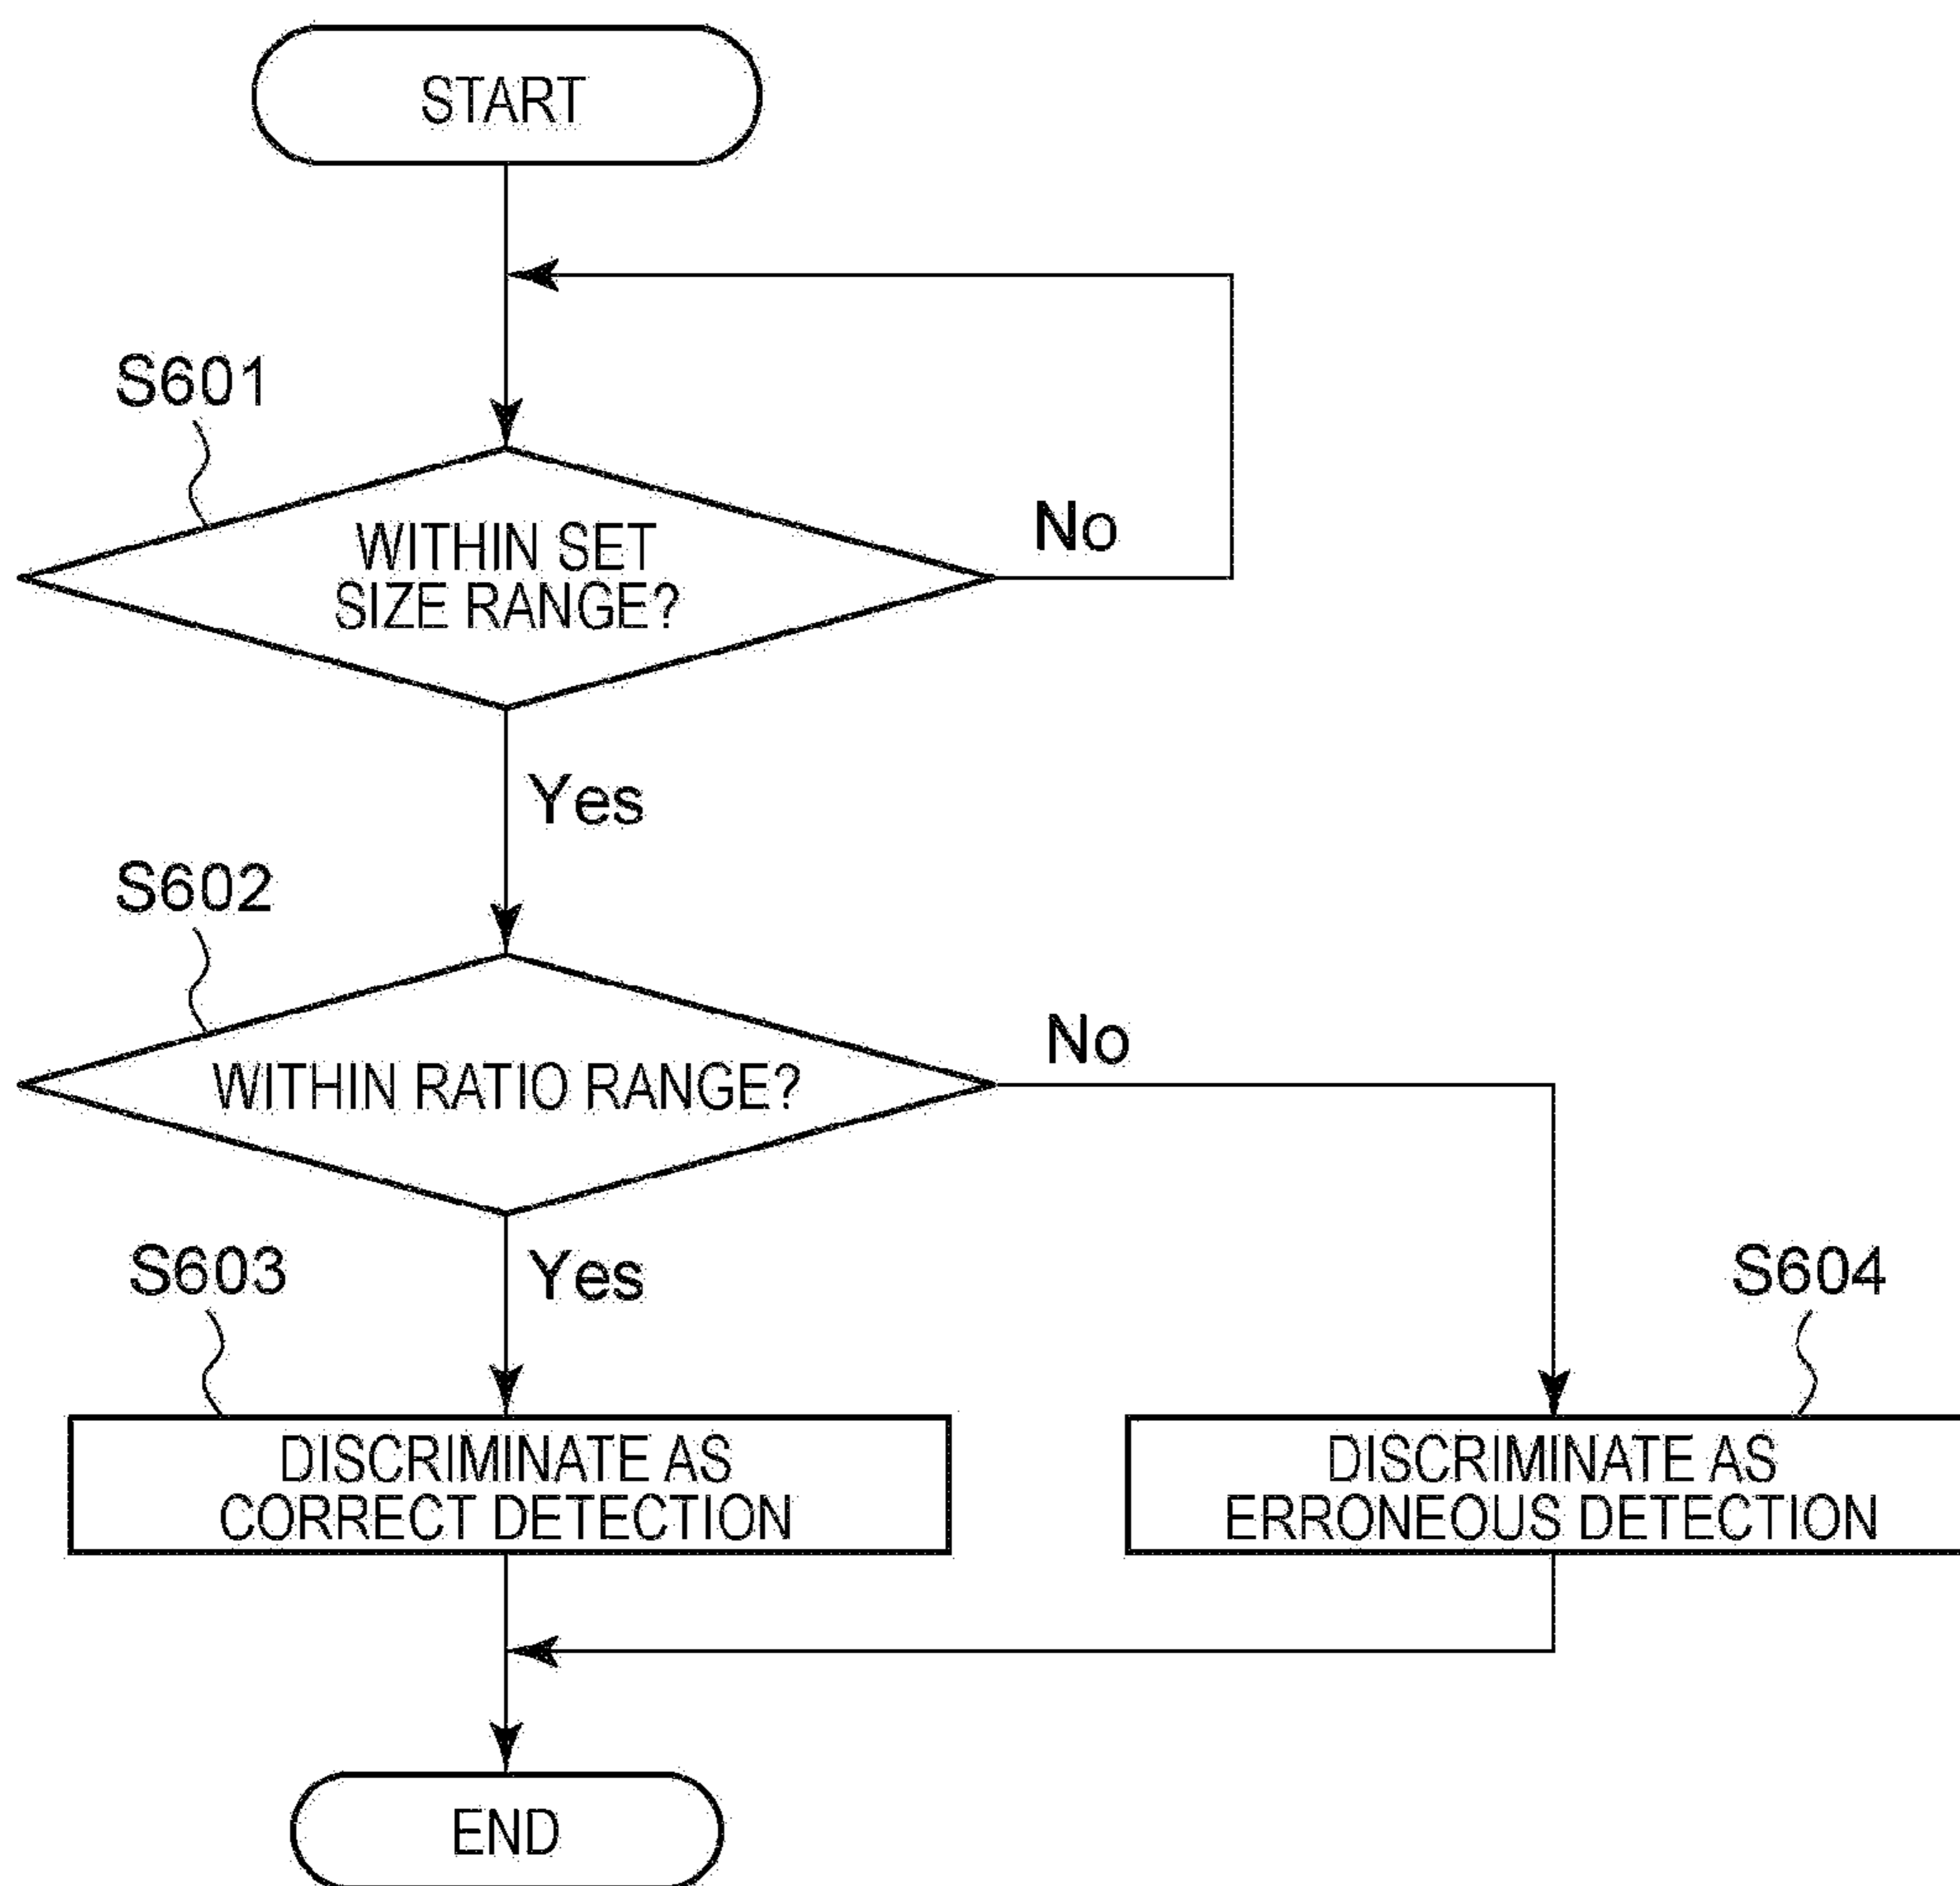 START
S601
WITHIN SET
SIZE RANGE?
No
Yes
S602
WITHIN RATIO RANGE?
No
Yes
S603
S604
DISCRIMINATE AS
CORRECT DETECTION
DISCRIMINATE AS
ERRONEOUS DETECTION
END